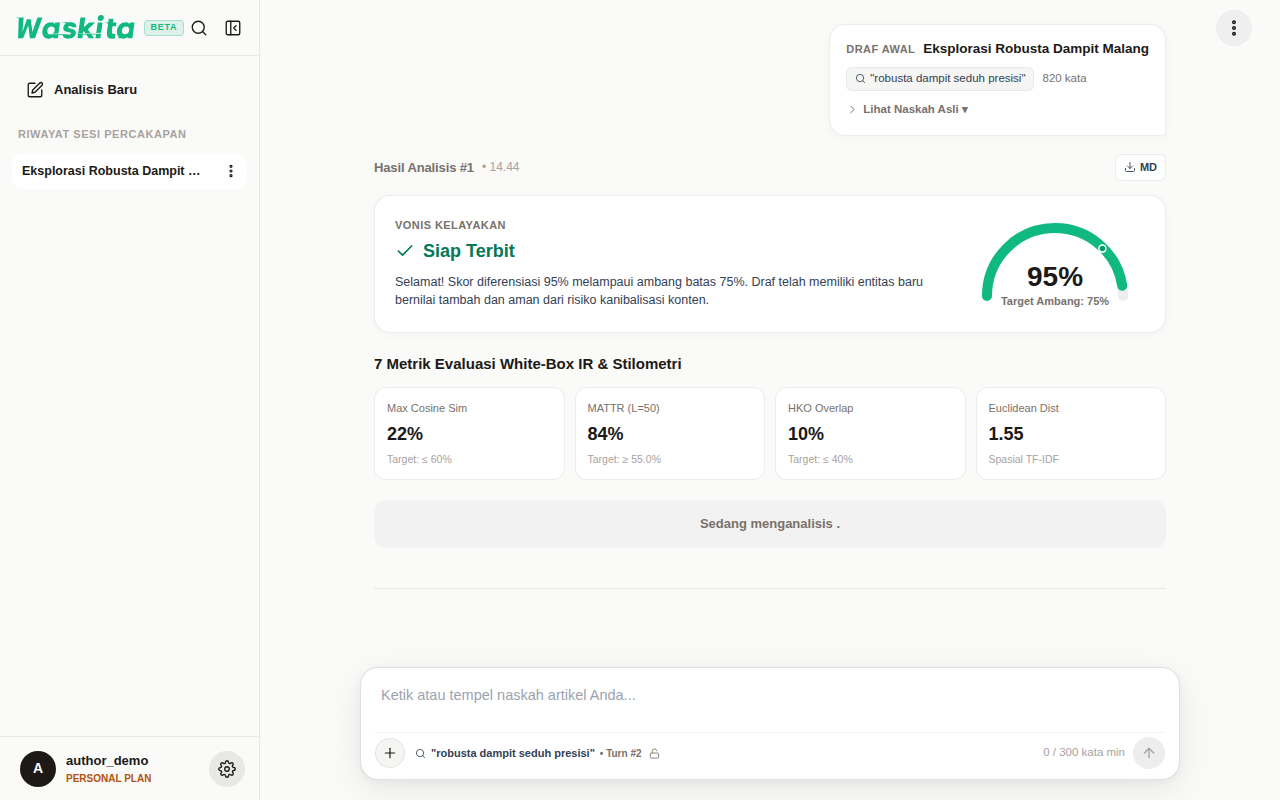 Waskita BETA
Analisis Baru
RIWAYAT SESI PERCAKAPAN
Eksplorasi Robusta Dampit ...
DRAF AWAL Eksplorasi Robusta Dampit Malang
"robusta dampit seduh presisi" 820 kata
Lihat Naskah Asli ▾
Hasil Analisis #1 • 14.44
MD
VONIS KELAYAKAN
Siap Terbit
Selamat! Skor diferensiasi 95% melampaui ambang batas 75%. Draf telah memiliki entitas baru
bernilai tambah dan aman dari risiko kanibalisasi konten.
95%
Target Ambang: 75%
7 Metrik Evaluasi White-Box IR & Stilometri
Max Cosine Sim
22%
Target: ≤ 60%
MATTR (L=50)
84%
Target: ≥ 55.0%
HKO Overlap
10%
Target: ≤ 40%
Euclidean Dist
1.55
Spasial TF-IDF
Sedang menganalisis .
Ketik atau tempel naskah artikel Anda...
"robusta dampit seduh presisi" • Turn #2
0 / 300 kata min
A
author_demo
PERSONAL PLAN